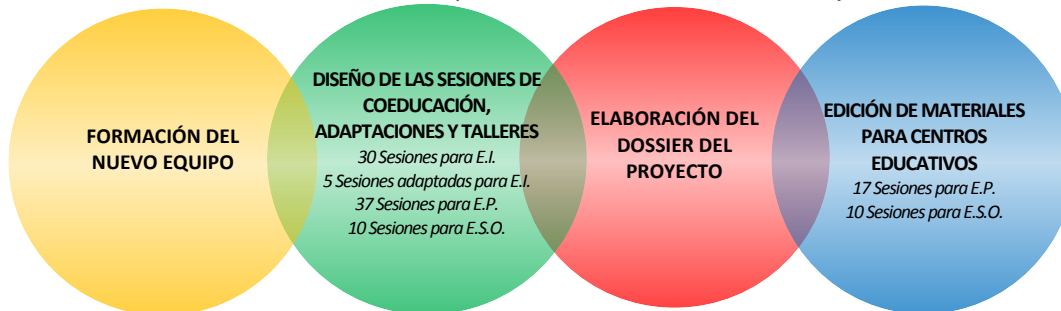 FORMACIÓN DEL
NUEVO EQUIPO
DISEÑO DE LAS SESIONES DE
COEDUCACIÓN,
ADAPTACIONES Y TALLERES
30 Sesiones para E.I.
5 Sesiones adaptadas para E.I.
37 Sesiones para E.P.
10 Sesiones para E.S.O.
ELABORACIÓN DEL
DOSSIER DEL
PROYECTO
EDICIÓN DE MATERIALES
PARA CENTROS
EDUCATIVOS
17 Sesiones para E.P.
10 Sesiones para E.S.O.